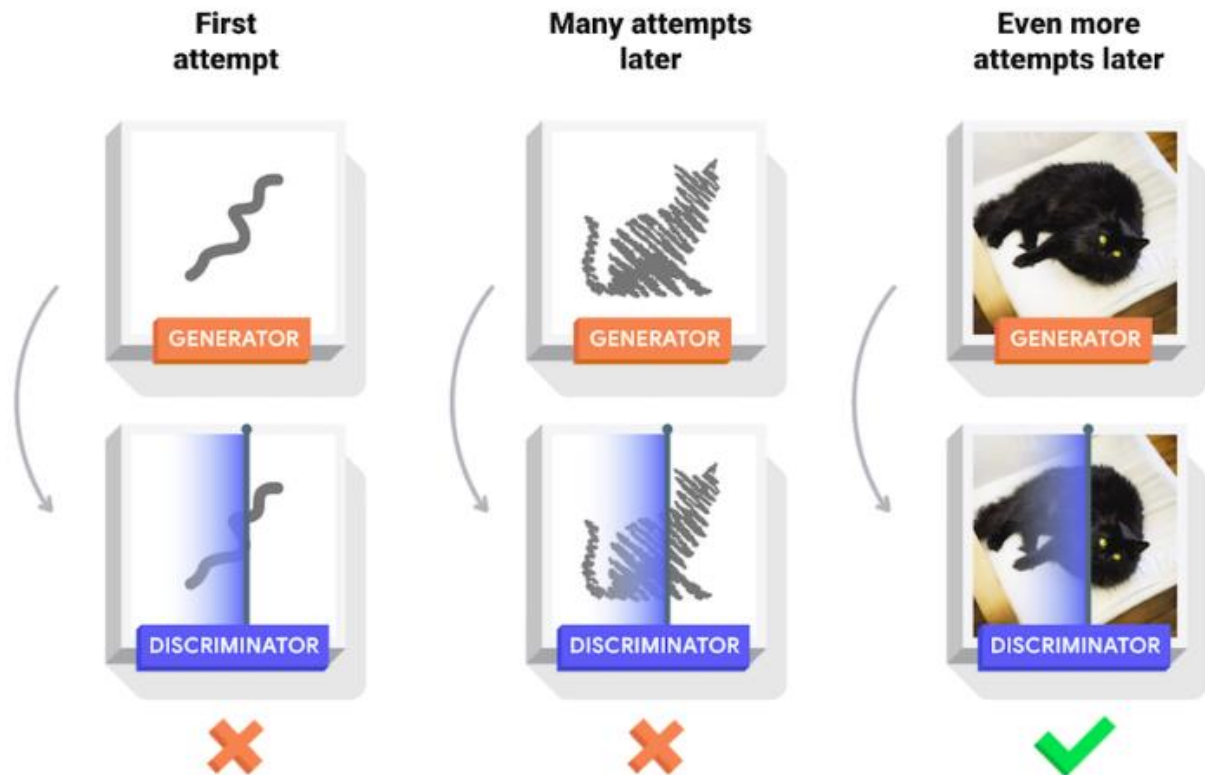 First
attempt
Many attempts
later
Even more
attempts later
GENERATOR
GENERATOR
GENERATOR
DISCRIMINATOR
DISCRIMINATOR
DISCRIMINATOR